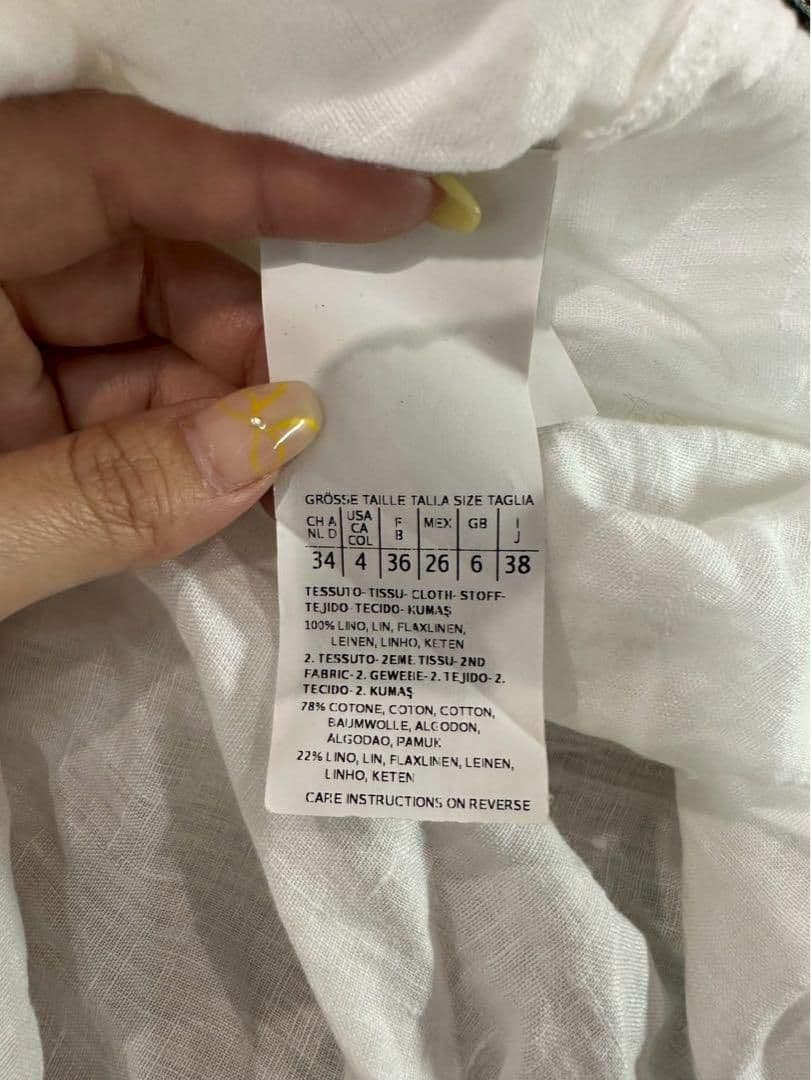 GRÖSSE TAILLE TALLA SIZE TAGLIA
CH A NL D USA CA COL F B MEX GB I J
34 4 36 26 6 38
TESSUTO-TISSU-CLOTH-STOFF-
TEJIDO-TECIDO-KUMAŞ
100% LINO, LIN, FLAXLINEN,
LEINEN, LINHO, KETEN
2. TESSUTO-2EME TISSU-2ND
FABRIC-2. GEWEBE-2. TEJIDO-2.
TECIDO-2. KUMAŞ
78% COTONE, COTON, COTTON,
BAUMWOLLE, ALGODON,
ALGODAO, PAMUK
22% LINO, LIN, FLAXLINEN, LEINEN,
LINHO, KETEN
CARE INSTRUCTIONS ON REVERSE